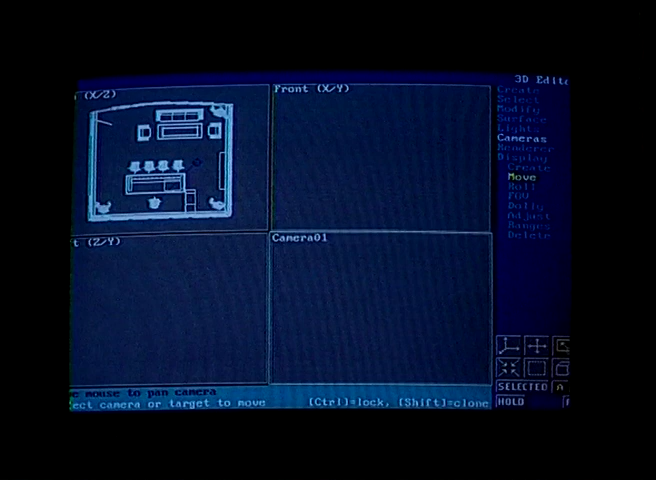 3D Edito
(X/Z)
Front (X/Y)
Create
Select
Modify
Surface
Lights
Cameras
Renderer
Display
Create
Move
Roll
FOV
Dolly
Adjust
Ranges
Delete
t (Z/Y)
Camera01
SELECTED A
HOLD F
e mouse to pan camera
ect camera or target to move [Ctrl]=lock, [Shift]=clone